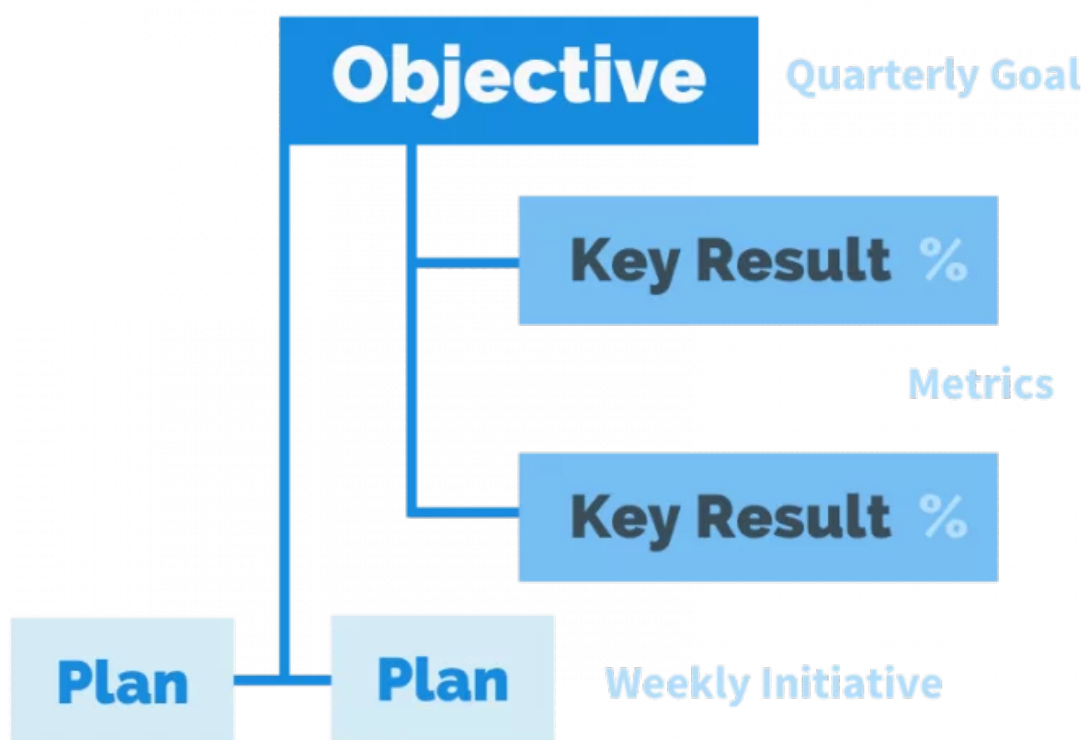 Objective
Quarterly Goal
Key Result %
Metrics
Key Result %
Plan
Plan
Weekly Initiative